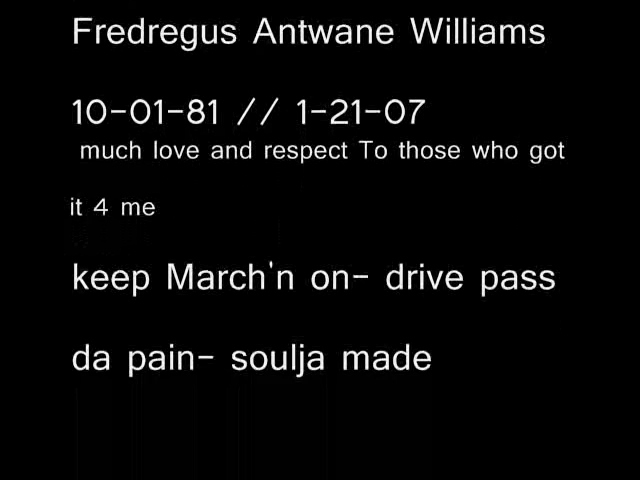 Fredregus Antwane Williams
10-01-81 // 1-21-07
much love and respect To those who got
it 4 me
keep March'n on- drive pass
da pain- soulja made